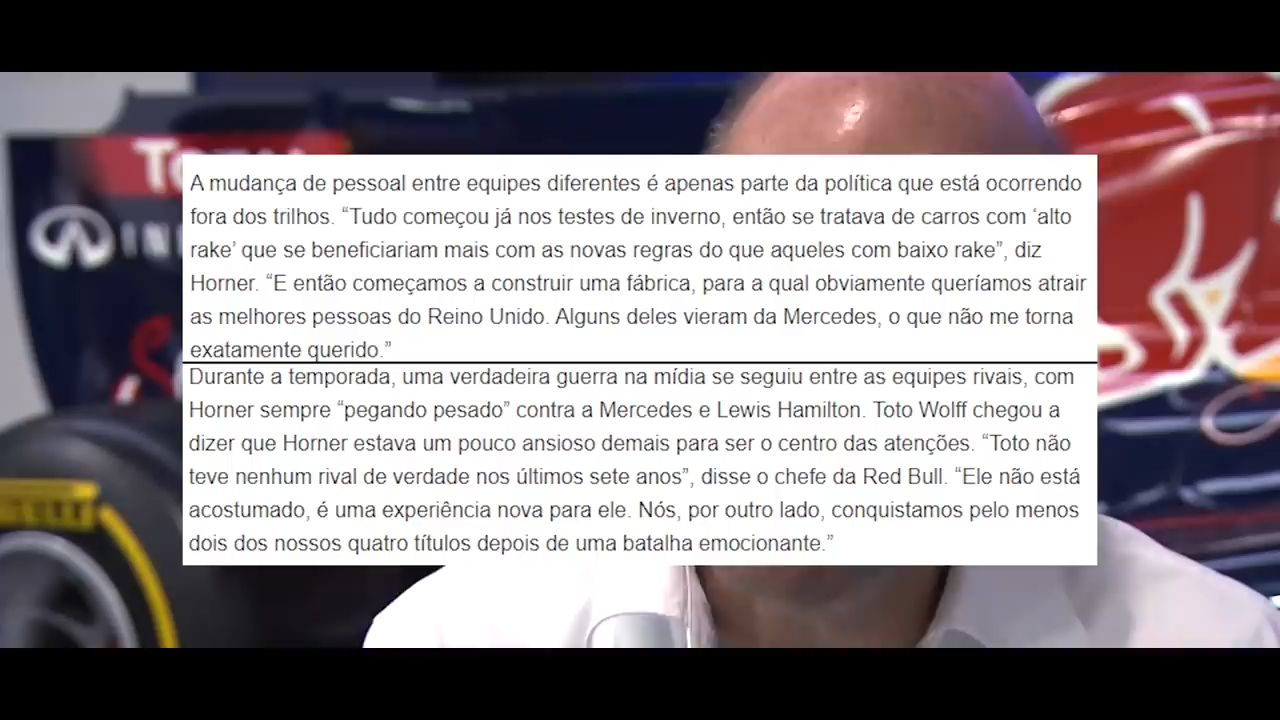 To
IN
A mudança de pessoal entre equipes diferentes é apenas parte da política que está ocorrendo
fora dos trilhos. “Tudo começou já nos testes de inverno, então se tratava de carros com ‘alto
rake’ que se beneficiariam mais com as novas regras do que aqueles com baixo rake”, diz
Horner. “E então começamos a construir uma fábrica, para a qual obviamente queríamos atrair
as melhores pessoas do Reino Unido. Alguns deles vieram da Mercedes, o que não me torna
exatamente querido.”
Durante a temporada, uma verdadeira guerra na mídia se seguiu entre as equipes rivais, com
Horner sempre “pegando pesado” contra a Mercedes e Lewis Hamilton. Toto Wolff chegou a
dizer que Horner estava um pouco ansioso demais para ser o centro das atenções. “Toto não
teve nenhum rival de verdade nos últimos sete anos”, disse o chefe da Red Bull. “Ele não está
acostumado, é uma experiência nova para ele. Nós, por outro lado, conquistamos pelo menos
dois dos nossos quatro títulos depois de uma batalha emocionante.”